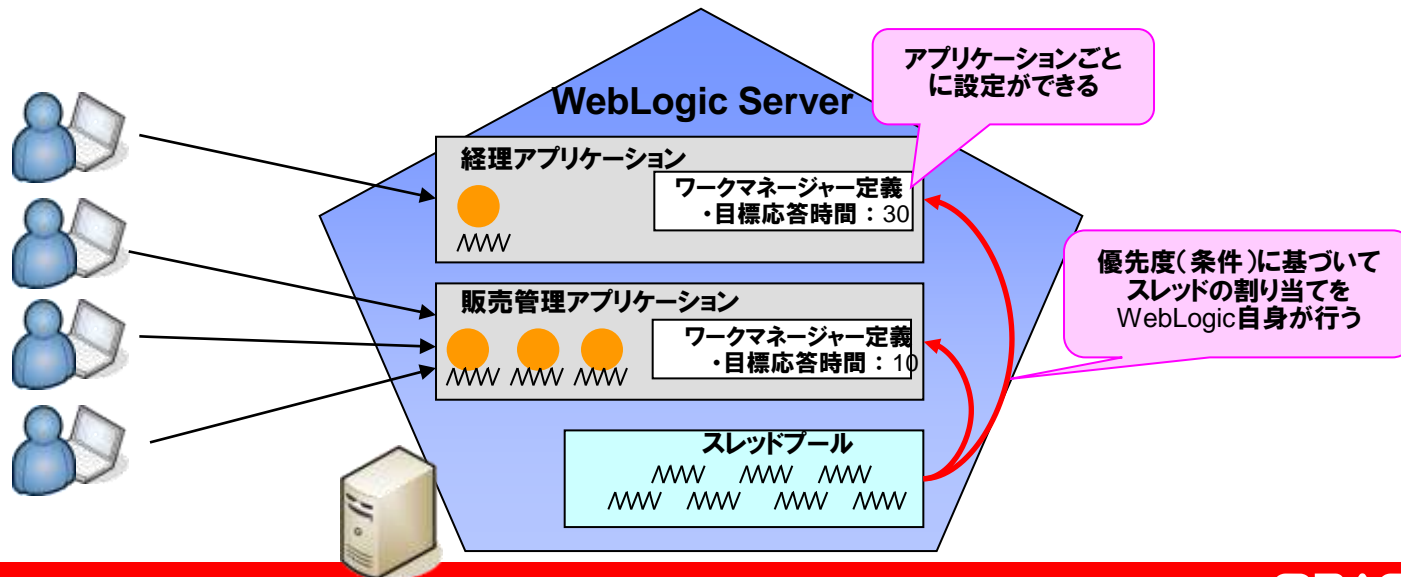 WebLogic Server
アプリケーションごと
に設定ができる
経理アプリケーション
ワークマネージャー定義
・目標応答時間 : 30
販売管理アプリケーション
ワークマネージャー定義
・目標応答時間 : 10
優先度(条件)に基づいて
スレッドの割り当てを
WebLogic自身が行う
スレッドプール